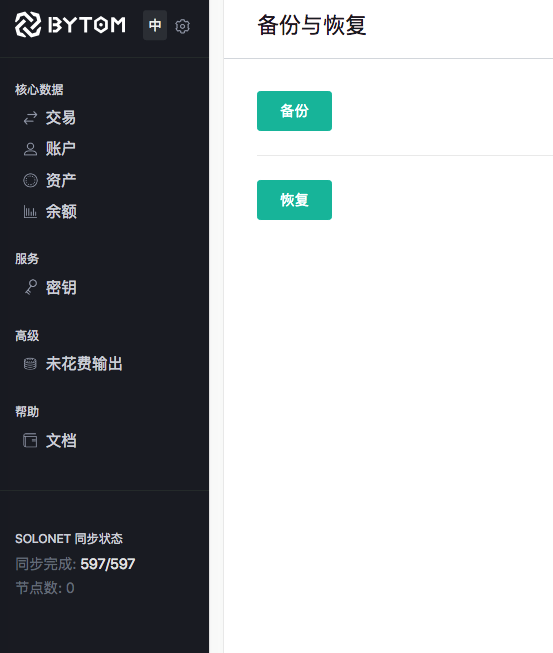 BYTOM 中
核心数据
交易
账户
资产
余额
服务
密钥
高级
未花费输出
帮助
文档
SOLONET 同步状态
同步完成: 597/597
节点数: 0
备份与恢复
备份
恢复